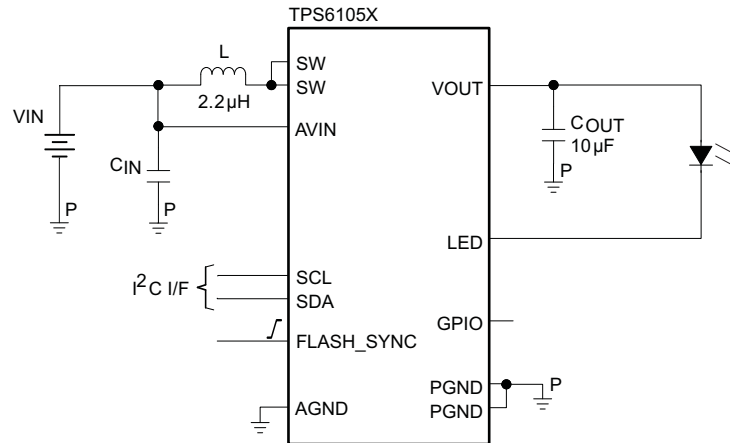 TPS6105X
L
2.2µH
SW
SW
VOUT
VIN
AVIN
COUT
10µF
CIN
P
P
P
LED
I²C I/F
SCL
SDA
GPIO
FLASH_SYNC
PGND
P
AGND
PGND